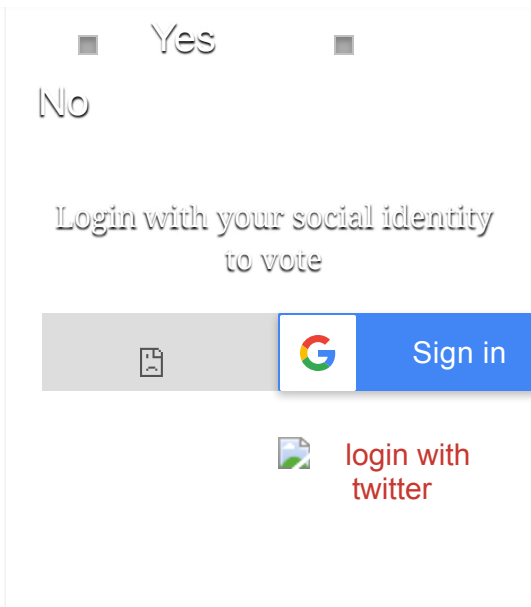 Yes
No
Login with your social identity
to vote
Sign in
login with
twitter